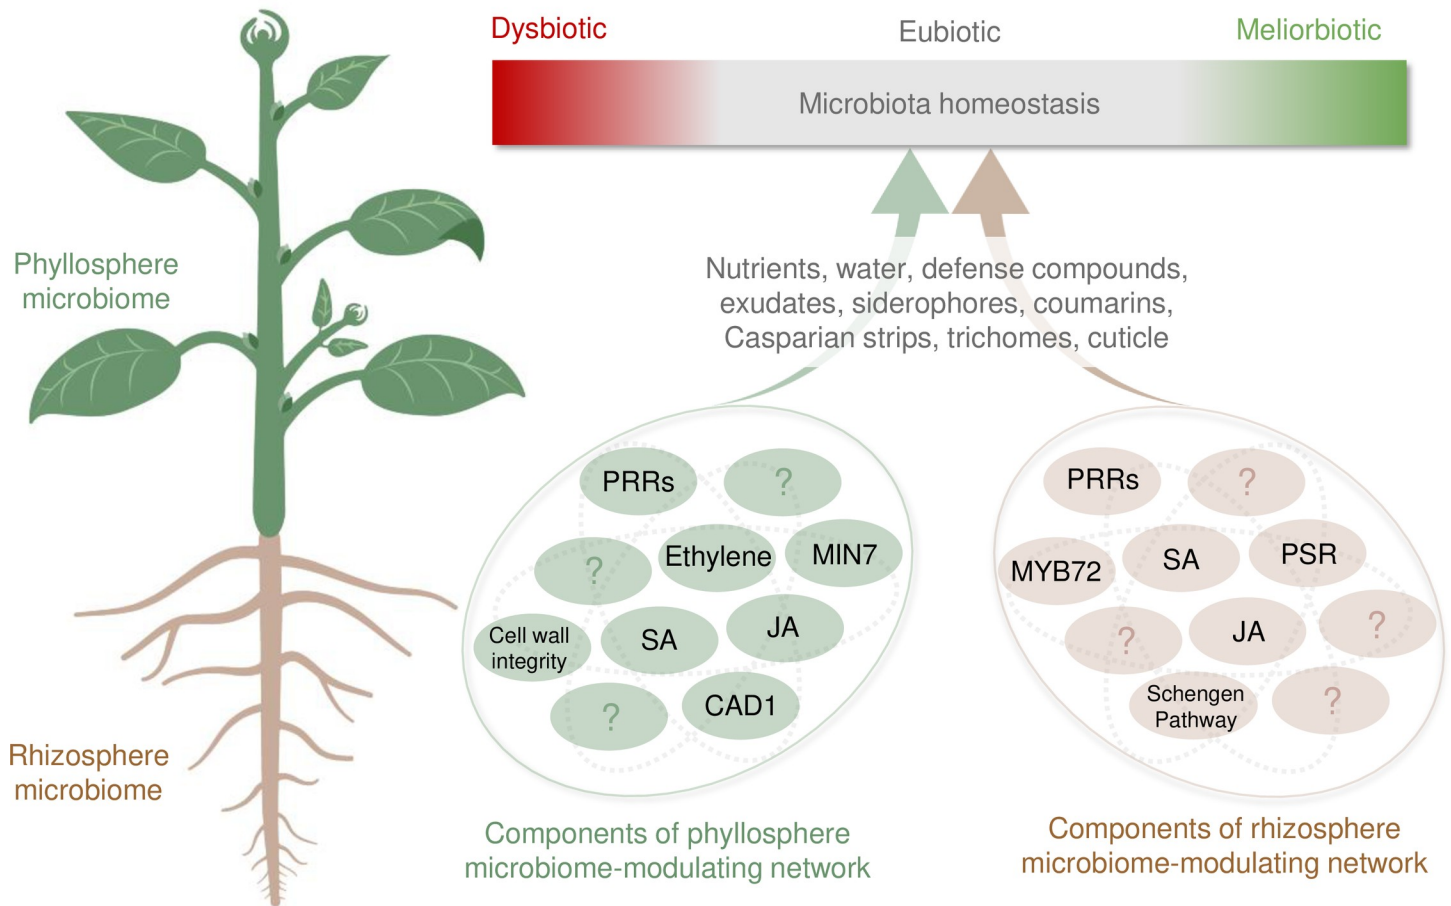 Dysbiotic
Eubiotic
Meliorbiotic
Microbiota homeostasis
Phyllosphere
microbiome
Nutrients, water, defense compounds,
exudates, siderophores, coumarins,
Casparian strips, trichomes, cuticle
PRRs
?
?
Ethylene
MIN7
Cell wall
integrity
SA
JA
?
CAD1
PRRs
?
MYB72
SA
PSR
?
JA
?
Schengen
Pathway
?
Rhizosphere
microbiome
Components of phyllosphere
microbiome-modulating network
Components of rhizosphere
microbiome-modulating network